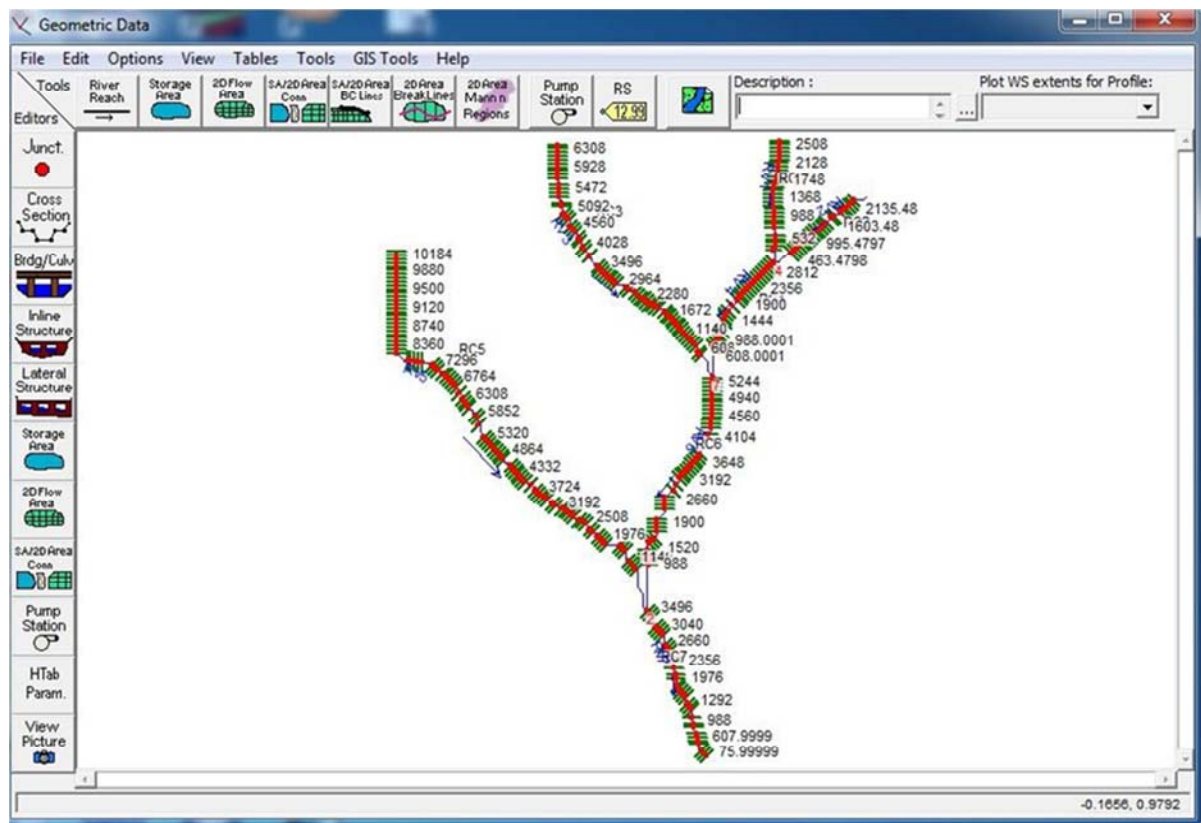 Geometric Data
File Edit Options View Tables Tools GIS Tools Help
Tools
Editors
River Reach
Storage Area
2D Flow Area
SA/2D Area Conn
SA/2D Area BC Lines
2D Area BreakLines
2D Area Mann n Regions
Pump Station
RS
12.99
Description :
...
Plot WS extents for Profile:
Junct.
Cross Section
Brdg/Culv
Inline Structure
Lateral Structure
Storage Area
2D Flow Area
SA/2D Area Conn
Pump Station
HTab Param.
View Picture
6308
5928
5472
5092
4560
4028
3496
2964
2280
1672
1140
608
2508
2128
1748
1368
988
532
2135.48
1603.48
995.4797
463.4798
4
2812
2356
1900
1444
988.0001
608.0001
10184
9880
9500
9120
8740
8360
RC5
7296
6764
6308
5852
5320
4864
4332
3724
3192
2508
1976
114
7
5244
4940
4560
4104
RC6
3648
3192
2660
1900
1520
988
2
3496
3040
2660
RC7
2356
1976
1292
988
607.9999
75.99999
-0.1656, 0.9792